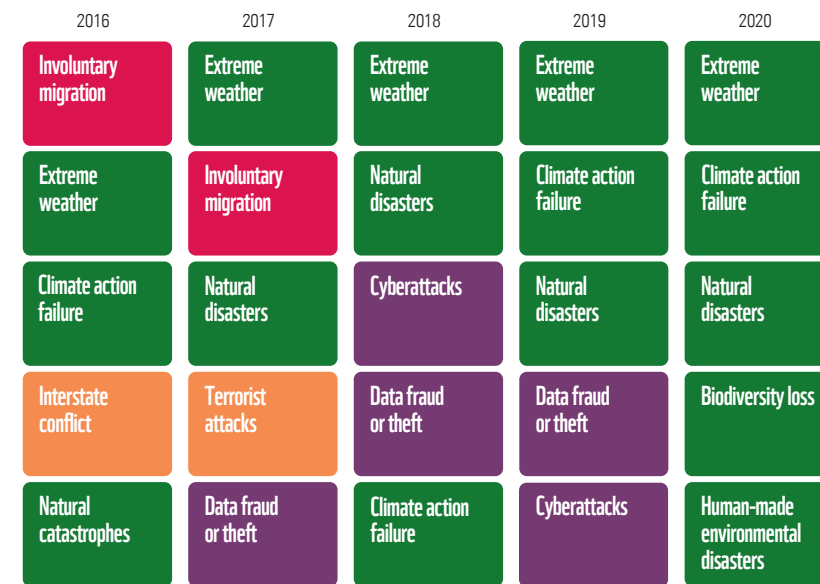 2016 2017 2018 2019 2020
Involuntary
migration
Extreme
weather
Extreme
weather
Extreme
weather
Extreme
weather
Extreme
weather
Involuntary
migration
Natural
disasters
Climate action
failure
Climate action
failure
Climate action
failure
Natural
disasters
Cyberattacks
Natural
disasters
Natural
disasters
Interstate
conflict
Terrorist
attacks
Data fraud
or theft
Data fraud
or theft
Biodiversity loss
Natural
catastrophes
Data fraud
or theft
Climate action
failure
Cyberattacks
Human-made
environmental
disasters